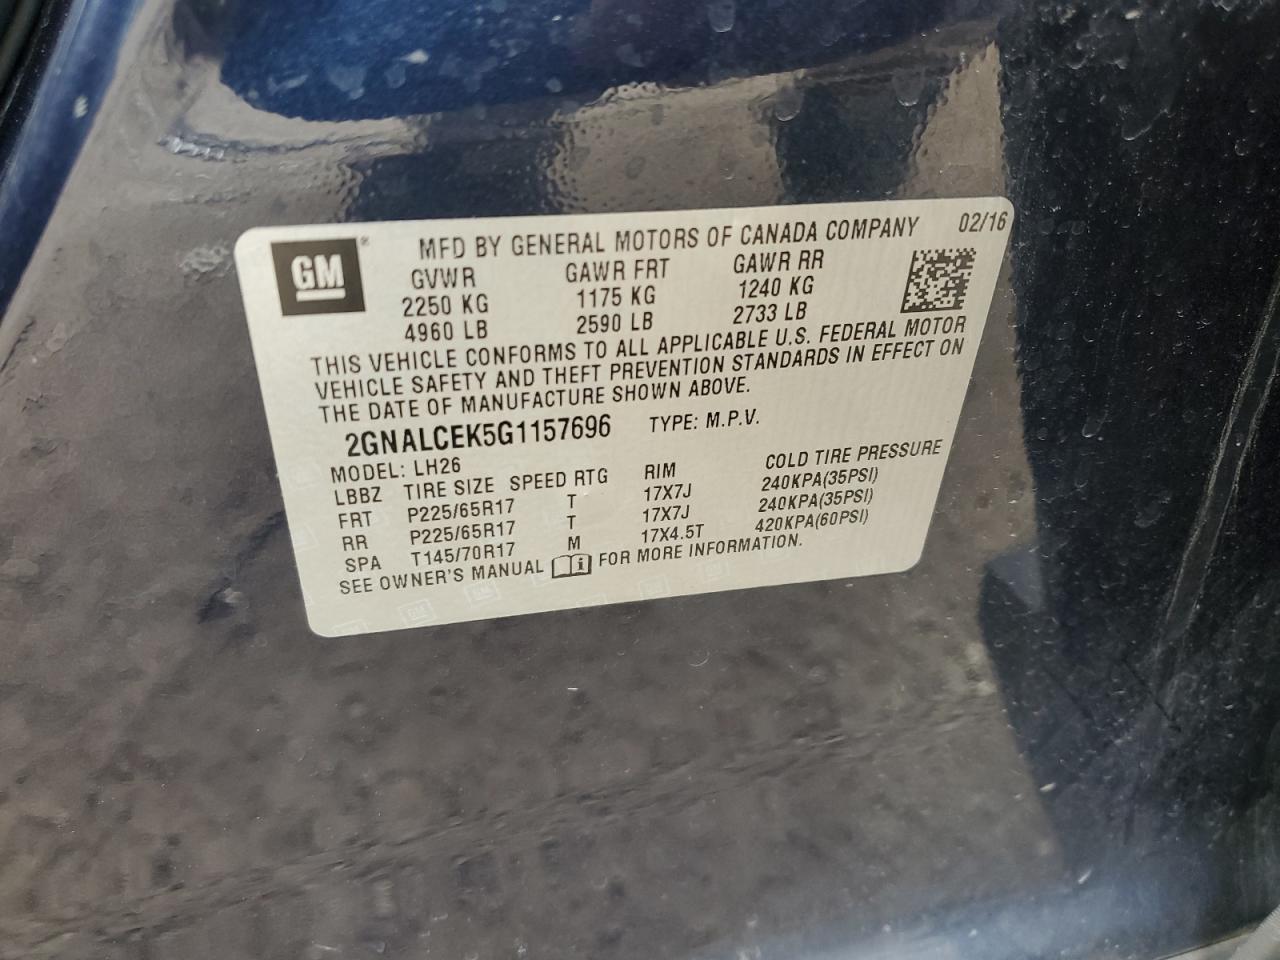 GM ® MFD BY GENERAL MOTORS OF CANADA COMPANY 02/16
GVWR GAWR FRT GAWR RR
2250 KG 1175 KG 1240 KG
4960 LB 2590 LB 2733 LB
THIS VEHICLE CONFORMS TO ALL APPLICABLE U.S. FEDERAL MOTOR
VEHICLE SAFETY AND THEFT PREVENTION STANDARDS IN EFFECT ON
THE DATE OF MANUFACTURE SHOWN ABOVE.
2GNALCEK5G1157696 TYPE: M.P.V.
MODEL: LH26
LBBZ TIRE SIZE SPEED RTG RIM COLD TIRE PRESSURE
FRT P225/65R17 T 17X7J 240KPA(35PSI)
RR P225/65R17 T 17X7J 240KPA(35PSI)
SPA T145/70R17 M 17X4.5T 420KPA(60PSI)
SEE OWNER'S MANUAL i FOR MORE INFORMATION.